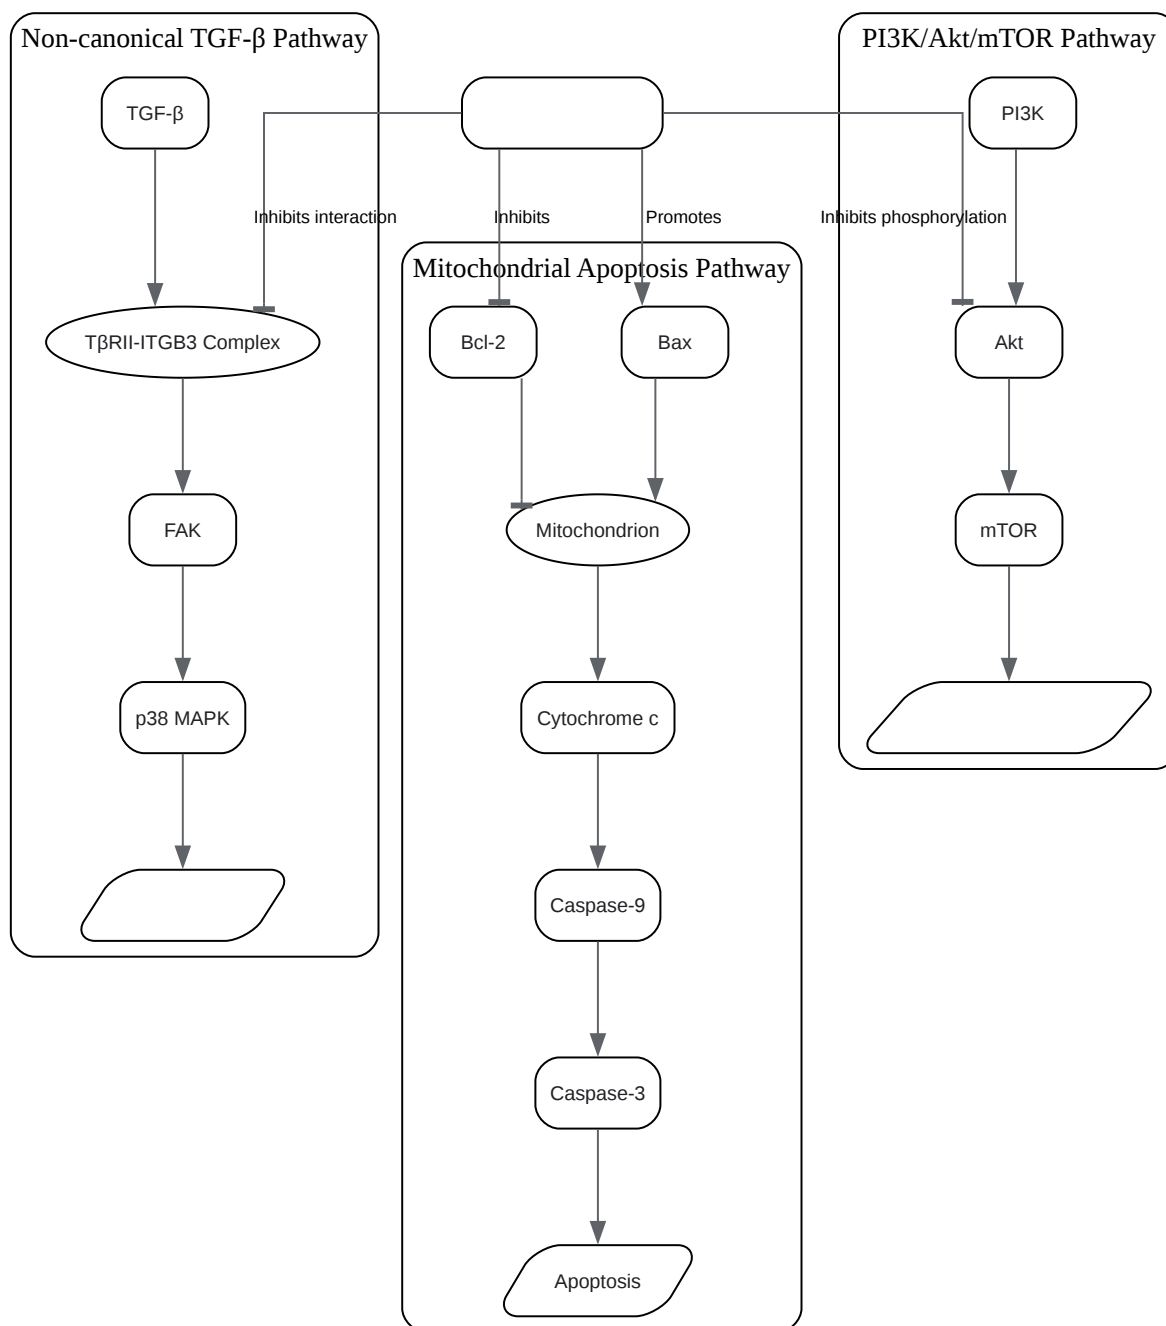 Non-canonical TGF-β Pathway
PI3K/Akt/mTOR Pathway
TGF-β
PI3K
Inhibits interaction
Inhibits
Promotes
Inhibits phosphorylation
Mitochondrial Apoptosis Pathway
TβRII-ITGB3 Complex
Bcl-2
Bax
Akt
FAK
Mitochondrion
mTOR
p38 MAPK
Cytochrome c
Caspase-9
Caspase-3
Apoptosis